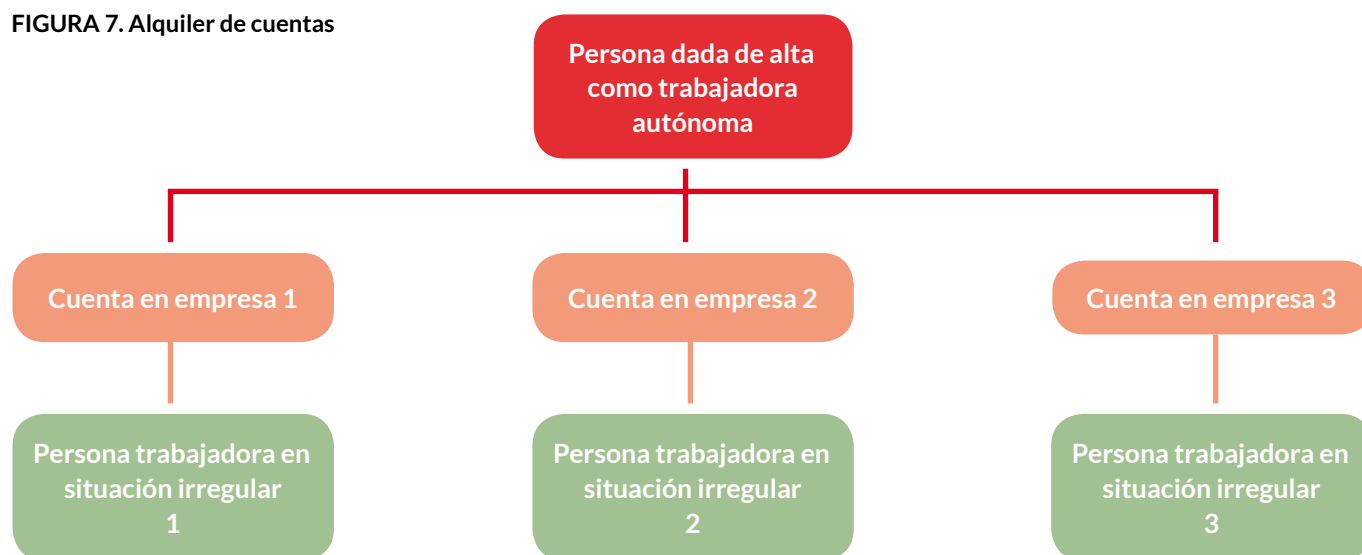 FIGURA 7. Alquiler de cuentas
Persona dada de alta
como trabajadora
autónoma
Cuenta en empresa 1
Cuenta en empresa 2
Cuenta en empresa 3
Persona trabajadora en
situación irregular
1
Persona trabajadora en
situación irregular
2
Persona trabajadora en
situación irregular
3